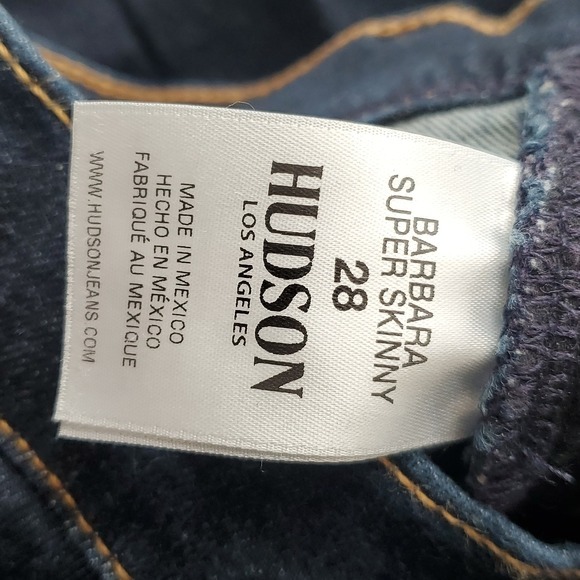 BARBARA
SUPER SKINNY
28
HUDSON
LOS ANGELES
MADE IN MEXICO
HECHO EN MÉXICO
FABRIQUÉ AU MEXIQUE
WWW.HUDSONJEANS.COM